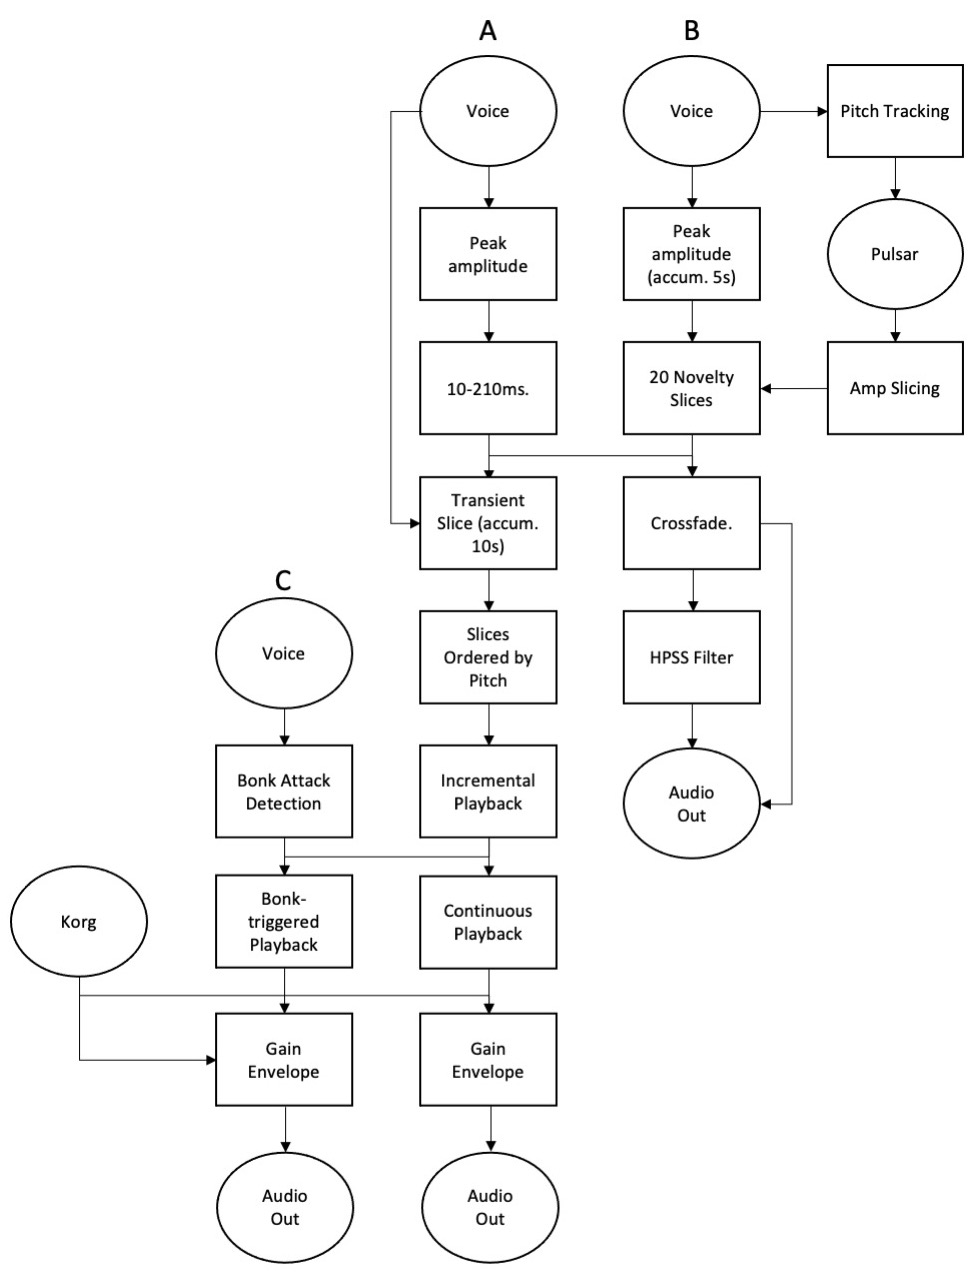 A
B
Voice
Voice
Pitch Tracking
Peak
amplitude
Peak
amplitude
(accum. 5s)
Pulsar
10-210ms.
20 Novelty
Slices
Amp Slicing
Transient
Slice (accum.
10s)
Crossfade.
C
Voice
Slices
Ordered by
Pitch
HPSS Filter
Bonk Attack
Detection
Incremental
Playback
Audio
Out
Korg
Bonk-
triggered
Playback
Continuous
Playback
Gain
Envelope
Gain
Envelope
Audio
Out
Audio
Out